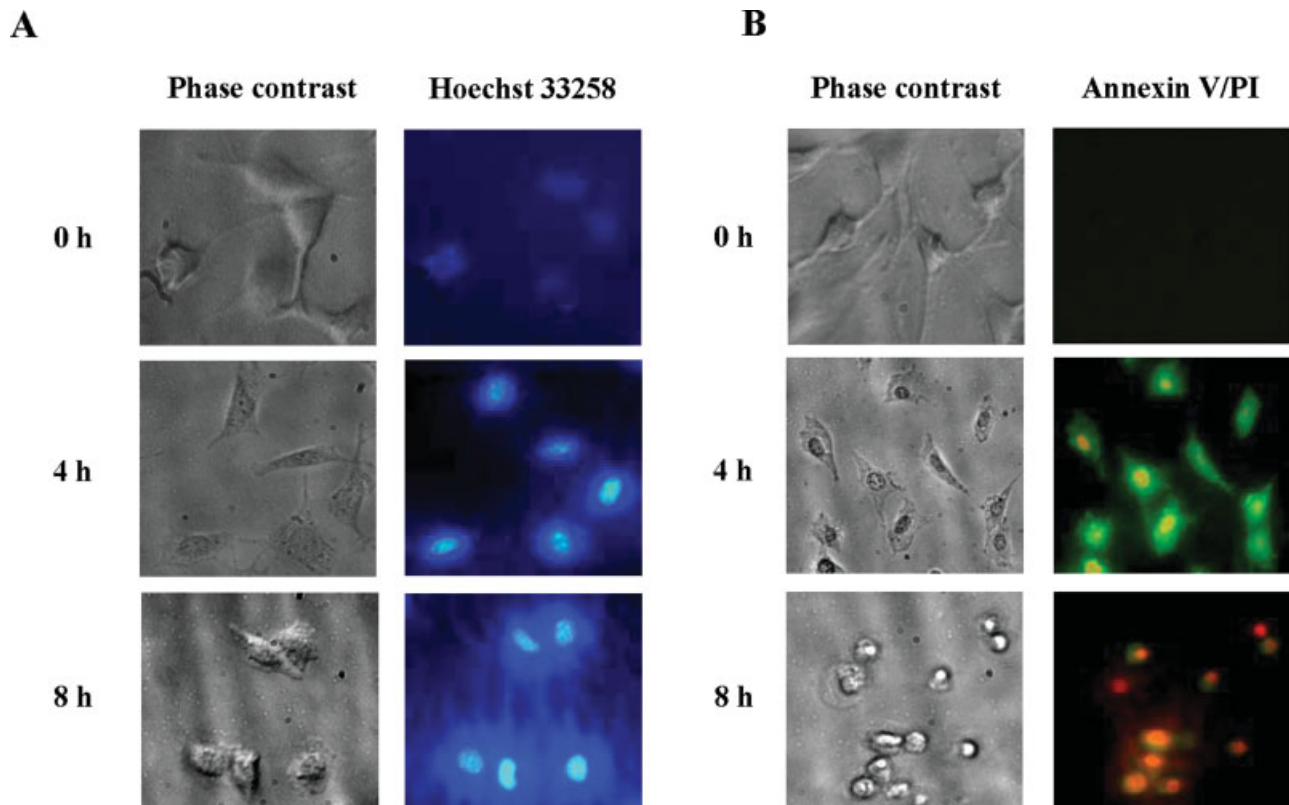 A
B
Phase contrast
Hoechst 33258
Phase contrast
Annexin V/PI
0 h
0 h
4 h
4 h
8 h
8 h